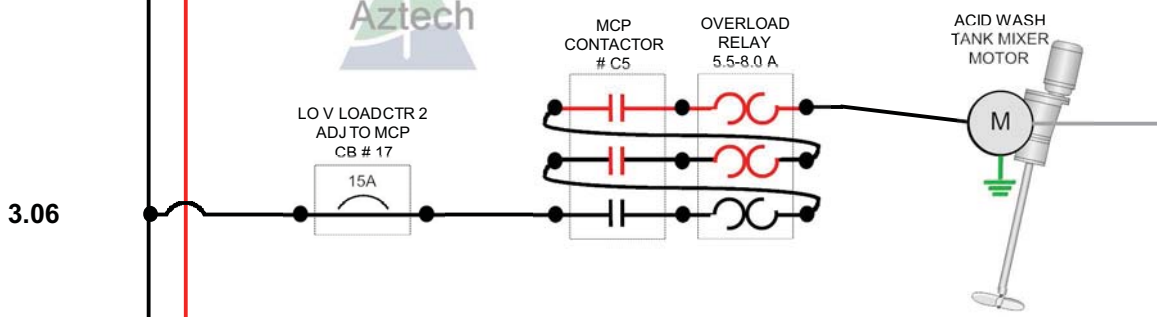 Aztech
MCP
CONTACTOR
# C5
OVERLOAD
RELAY
5.5-8.0 A
ACID WASH
TANK MIXER
MOTOR
LO V LOADCTR 2
ADJ TO MCP
CB # 17
15A
M
3.06